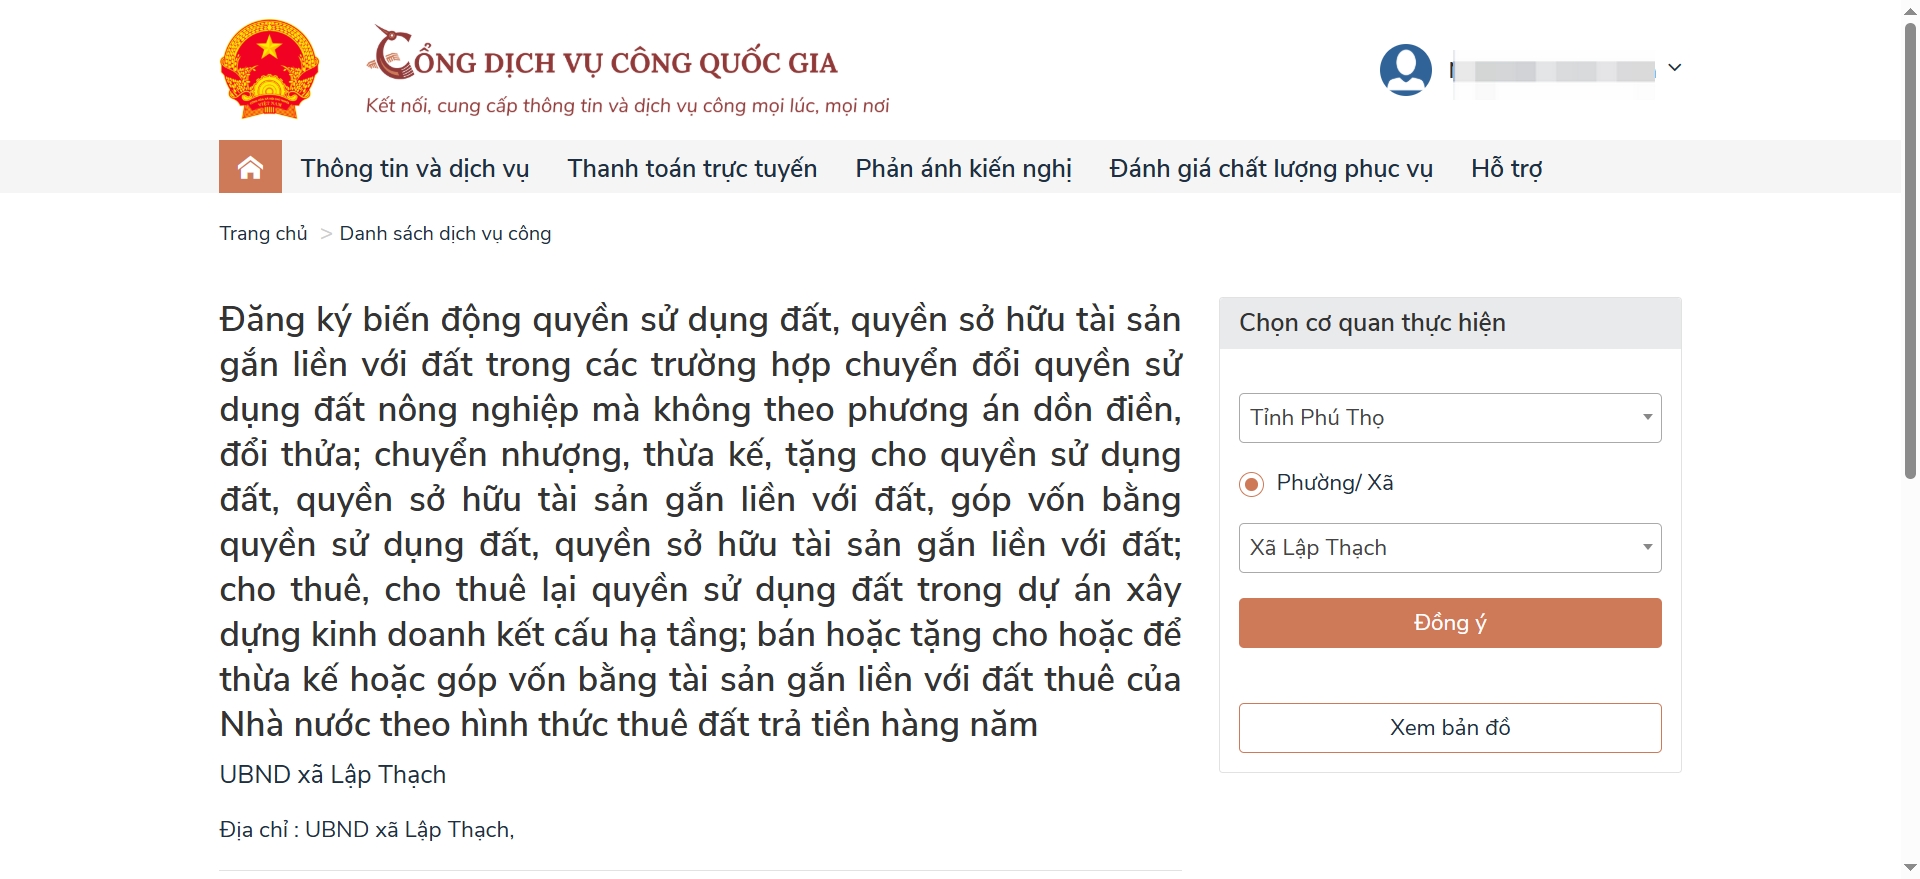 CỔNG DỊCH VỤ CÔNG QUỐC GIA
Kết nối, cung cấp thông tin và dịch vụ công mọi lúc, mọi nơi
Thông tin và dịch vụ
Thanh toán trực tuyến
Phản ánh kiến nghị
Đánh giá chất lượng phục vụ
Hỗ trợ
Trang chủ > Danh sách dịch vụ công
Đăng ký biến động quyền sử dụng đất, quyền sở hữu tài sản
gắn liền với đất trong các trường hợp chuyển đổi quyền sử
dụng đất nông nghiệp mà không theo phương án dồn điền,
đổi thửa; chuyển nhượng, thừa kế, tặng cho quyền sử dụng
đất, quyền sở hữu tài sản gắn liền với đất, góp vốn bằng
quyền sử dụng đất, quyền sở hữu tài sản gắn liền với đất;
cho thuê, cho thuê lại quyền sử dụng đất trong dự án xây
dựng kinh doanh kết cấu hạ tầng; bán hoặc tặng cho hoặc để
thừa kế hoặc góp vốn bằng tài sản gắn liền với đất thuê của
Nhà nước theo hình thức thuê đất trả tiền hàng năm
UBND xã Lập Thạch
Địa chỉ : UBND xã Lập Thạch,
Chọn cơ quan thực hiện
Tỉnh Phú Thọ
Phường/ Xã
Xã Lập Thạch
Đồng ý
Xem bản đồ